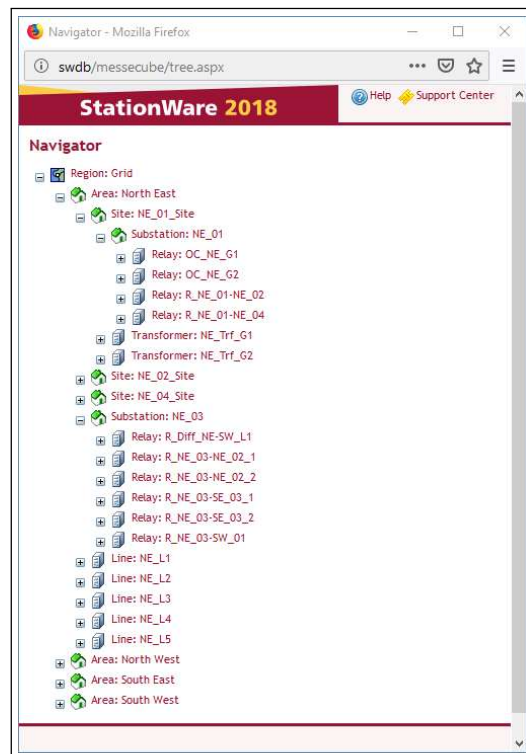 Navigator - Mozilla Firefox
swdb/messecube/tree.aspx
StationWare 2018
Help Support Center
Navigator
Region: Grid
Area: North East
Site: NE_01_Site
Substation: NE_01
Relay: OC_NE_G1
Relay: OC_NE_G2
Relay: R_NE_01-NE_02
Relay: R_NE_01-NE_04
Transformer: NE_Trf_G1
Transformer: NE_Trf_G2
Site: NE_02_Site
Site: NE_04_Site
Substation: NE_03
Relay: R_Diff_NE-SW_L1
Relay: R_NE_03-NE_02_1
Relay: R_NE_03-NE_02_2
Relay: R_NE_03-SE_03_1
Relay: R_NE_03-SE_03_2
Relay: R_NE_03-SW_01
Line: NE_L1
Line: NE_L2
Line: NE_L3
Line: NE_L4
Line: NE_L5
Area: North West
Area: South East
Area: South West